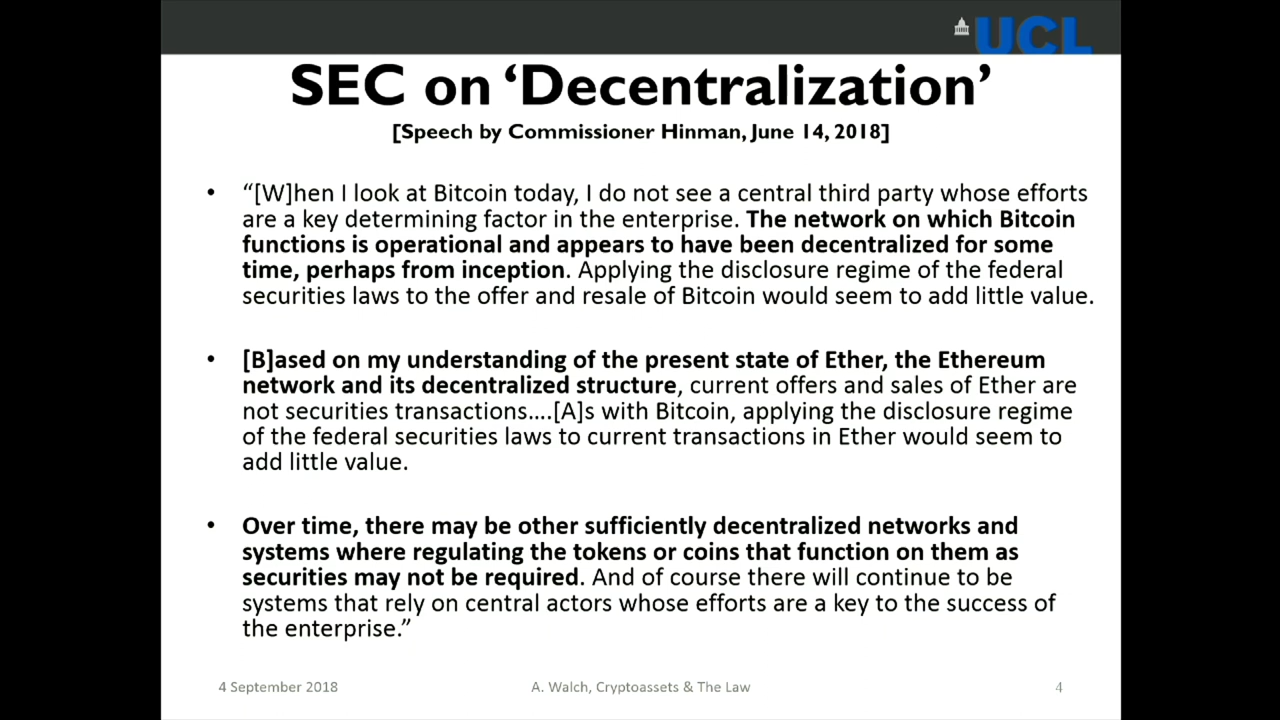 UCL
SEC on ‘Decentralization’
[Speech by Commissioner Hinman, June 14, 2018]
• “[W]hen I look at Bitcoin today, I do not see a central third party whose efforts
are a key determining factor in the enterprise. The network on which Bitcoin
functions is operational and appears to have been decentralized for some
time, perhaps from inception. Applying the disclosure regime of the federal
securities laws to the offer and resale of Bitcoin would seem to add little value.
• [B]ased on my understanding of the present state of Ether, the Ethereum
network and its decentralized structure, current offers and sales of Ether are
not securities transactions….[A]s with Bitcoin, applying the disclosure regime
of the federal securities laws to current transactions in Ether would seem to
add little value.
• Over time, there may be other sufficiently decentralized networks and
systems where regulating the tokens or coins that function on them as
securities may not be required. And of course there will continue to be
systems that rely on central actors whose efforts are a key to the success of
the enterprise.”
4 September 2018
A. Walch, Cryptoassets & The Law
4